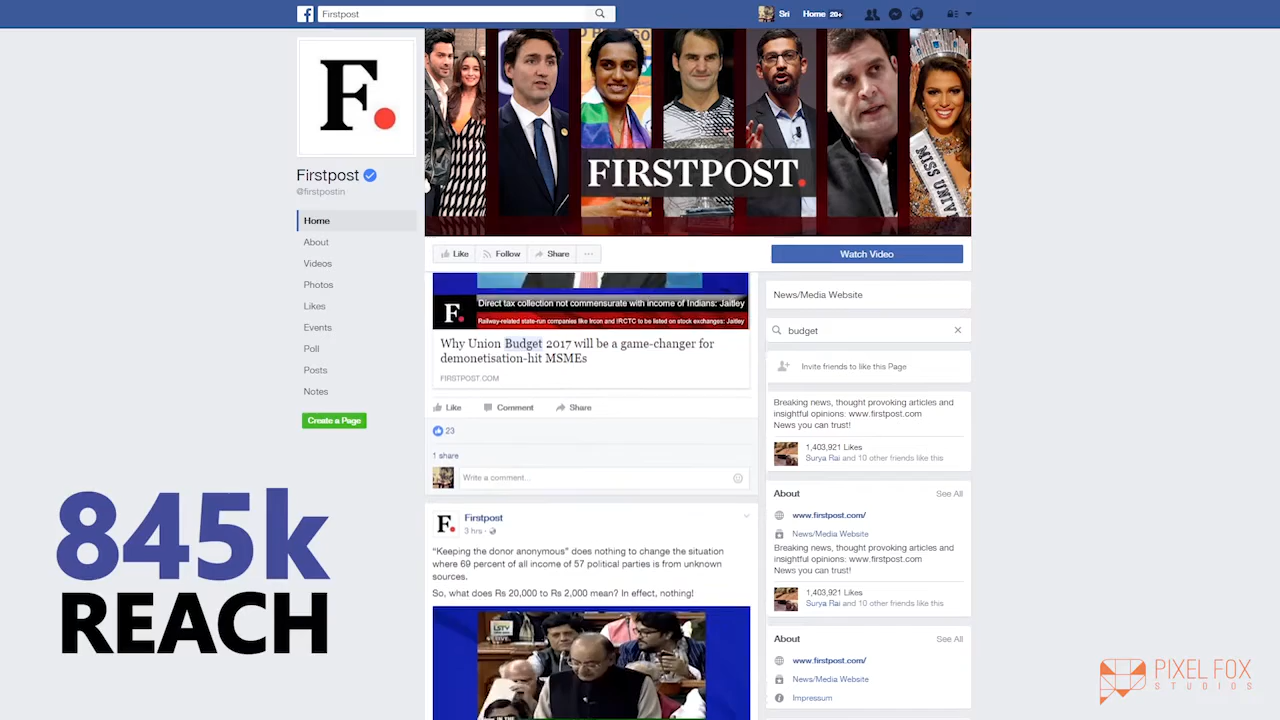 Firstpost
Sri
Home 20+
F.
Firstpost
@firstpostin
Home
About
Videos
Photos
Likes
Events
Poll
Posts
Notes
Create a Page
FIRSTPOST.
MISS UNIV
Like
Follow
Share
Watch Video
F.
Direct tax collection not commensurate with income of Indians: Jaitley
Railway-related state-run companies like Ircon and IRCTC to be listed on stock exchanges: Jaitley
Why Union Budget 2017 will be a game-changer for
demonetisation-hit MSMEs
FIRSTPOST.COM
Like Comment Share
23
1 share
Write a comment...
F.
Firstpost
3 hrs ·
“Keeping the donor anonymous” does nothing to change the situation
where 69 percent of all income of 57 political parties is from unknown
sources.
So, what does Rs 20,000 to Rs 2,000 mean? In effect, nothing!
LSTV
News/Media Website
budget
Invite friends to like this Page
Breaking news, thought provoking articles and
insightful opinions: www.firstpost.com
News you can trust!
1,403,921 Likes
Surya Rai and 10 other friends like this
About
See All
www.firstpost.com/
News/Media Website
Breaking news, thought provoking articles and
insightful opinions: www.firstpost.com
News you can trust!
1,403,921 Likes
Surya Rai and 10 other friends like this
About
See All
www.firstpost.com/
News/Media Website
Impressum
845k
REACH
PIXEL FOX
STUDIOS